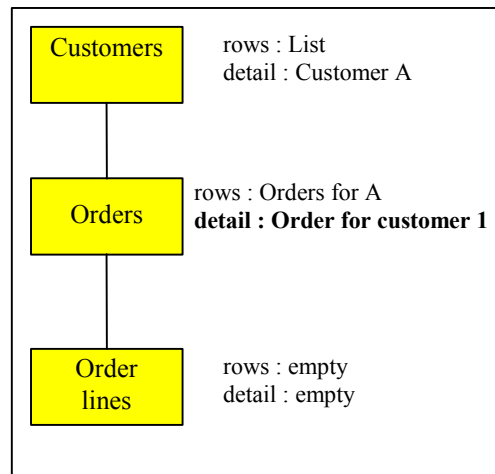 Customers
rows : List
detail : Customer A
Orders
rows : Orders for A
detail : Order for customer 1
Order
lines
rows : empty
detail : empty